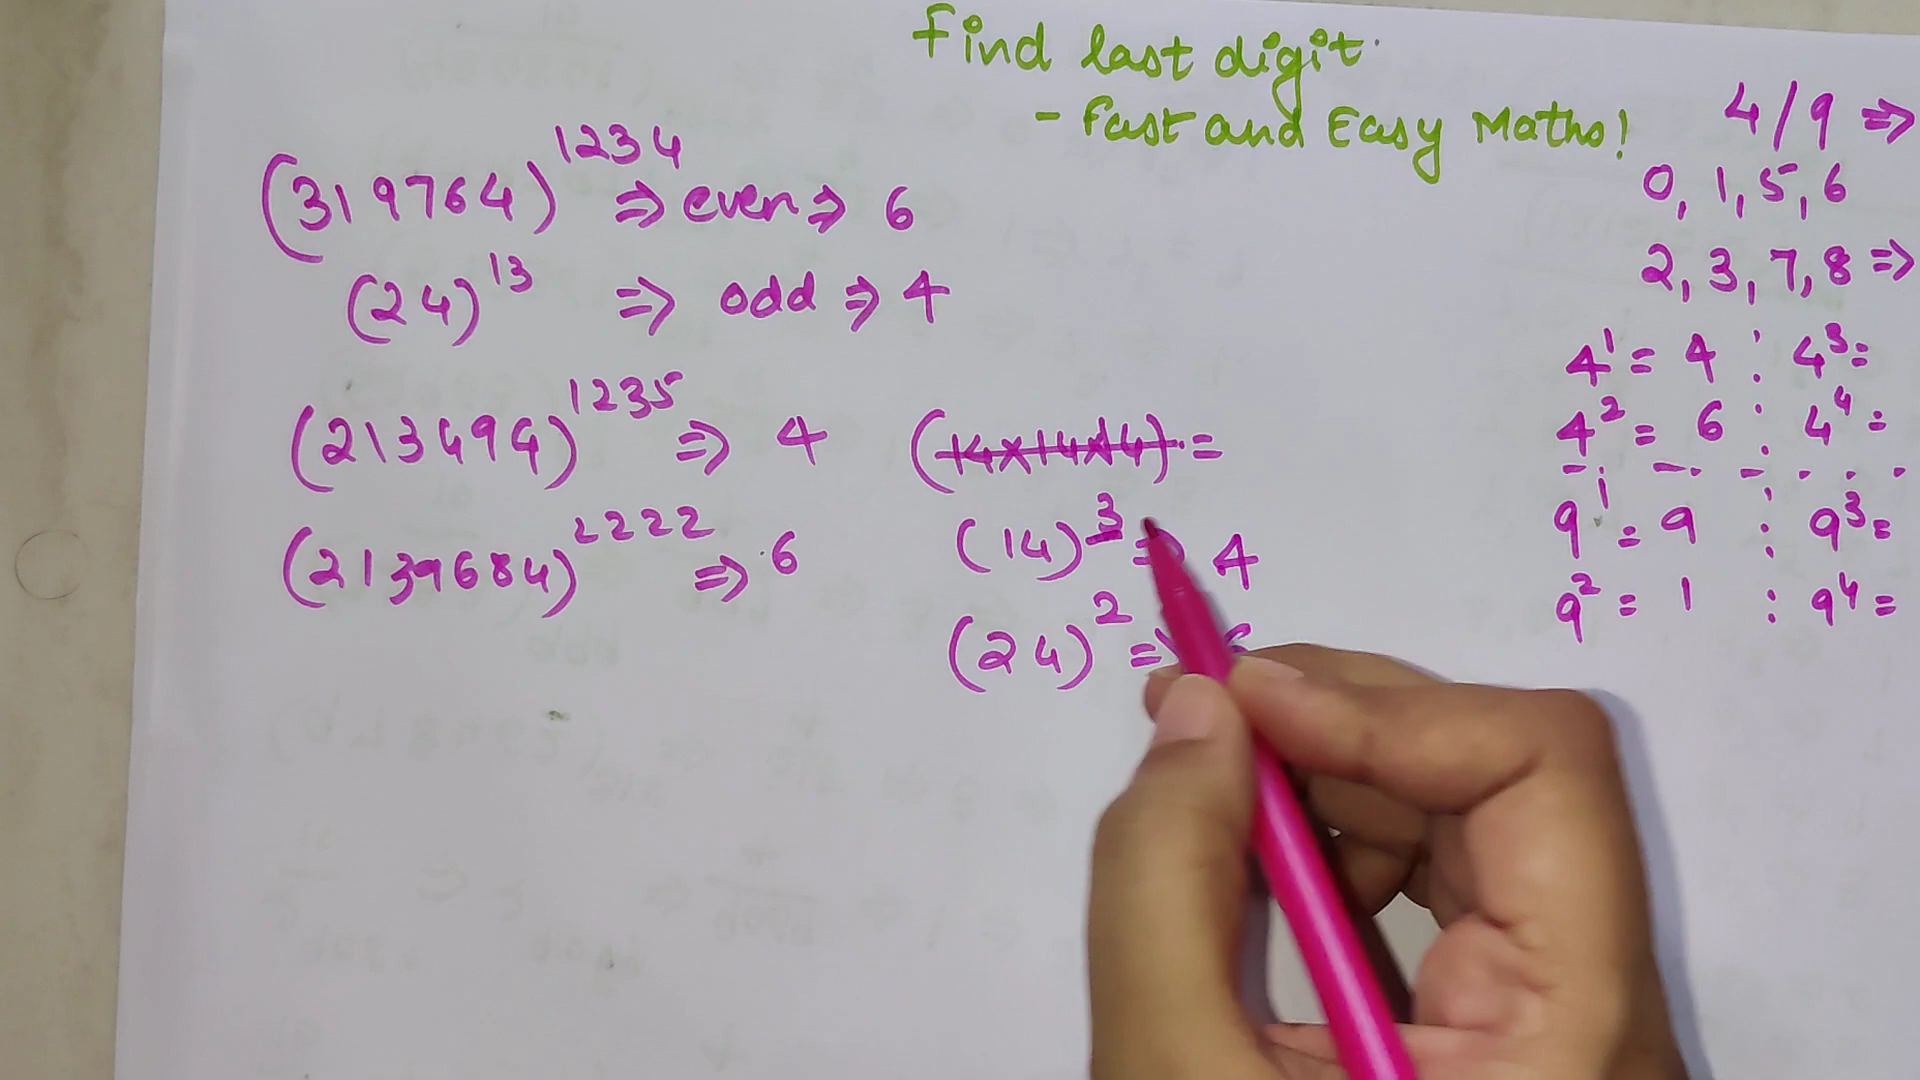 Find last digit.
- Fast and Easy Maths!
(319764)^1234 ⇒ even ⇒ 6
(24)^13 ⇒ odd ⇒ 4
(213494)^1235 ⇒ 4
(2139684)^2222 ⇒ 6
(14×14×14) =
(14)^3 ⇒ 4
(24)^2 ⇒ 6
4/9 ⇒
0, 1, 5, 6
2, 3, 7, 8 ⇒
4^1 = 4 : 4^3 =
4^2 = 6 : 4^4 =
9^1 = 9 : 9^3 =
9^2 = 1 : 9^4 =